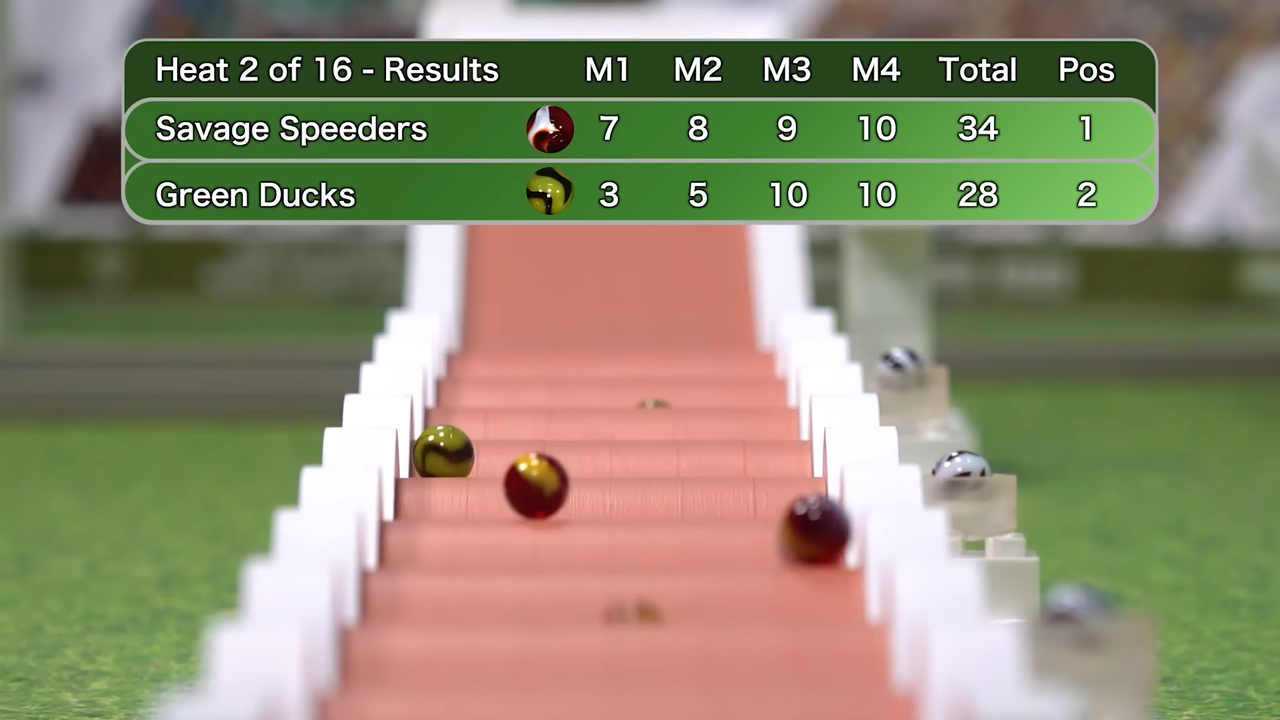 Heat 2 of 16 - Results M1 M2 M3 M4 Total Pos
Savage Speeders 7 8 9 10 34 1
Green Ducks 3 5 10 10 28 2